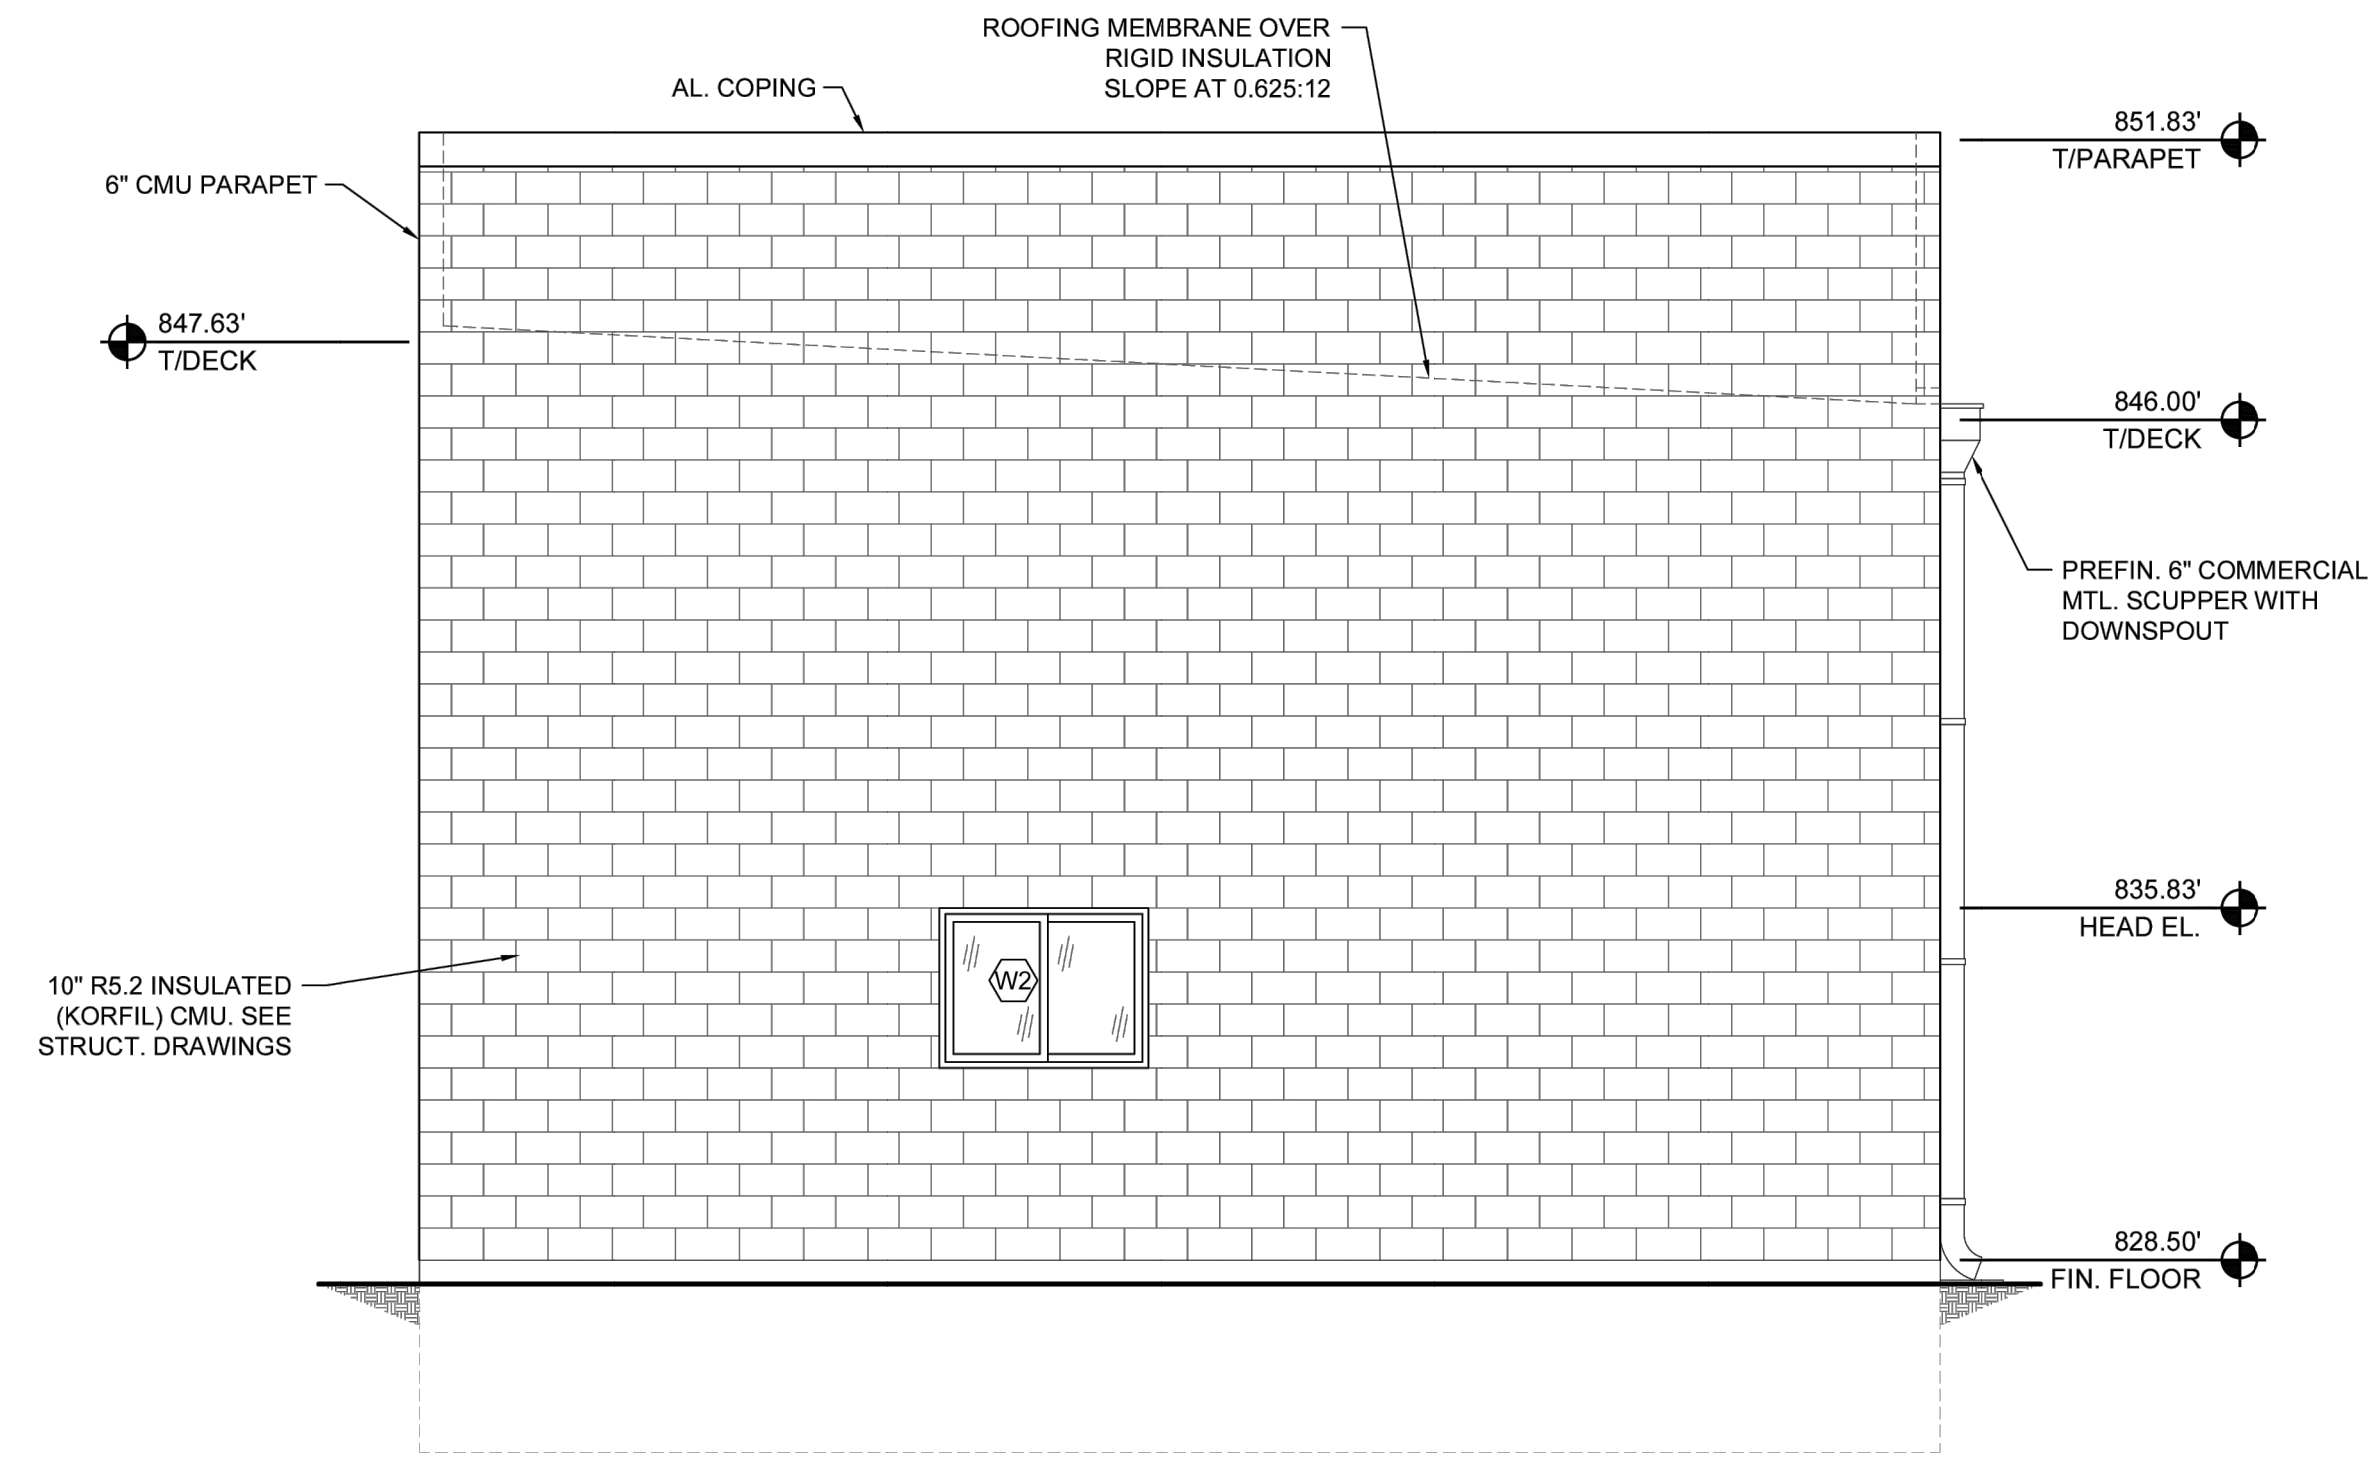 ROOFING MEMBRANE OVER
RIGID INSULATION
SLOPE AT 0.625:12
AL. COPING
6" CMU PARAPET
851.83'
T/PARAPET
847.63'
T/DECK
846.00'
T/DECK
PREFIN. 6" COMMERCIAL
MTL. SCUPPER WITH
DOWNSPOUT
835.83'
HEAD EL.
W2
10" R5.2 INSULATED
(KORFIL) CMU. SEE
STRUCT. DRAWINGS
828.50'
FIN. FLOOR